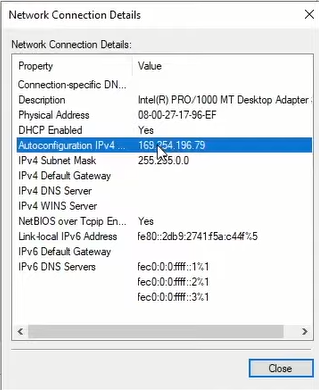 Network Connection Details
Network Connection Details:
Property Value
Connection-specific DN...
Description Intel(R) PRO/1000 MT Desktop Adapter
Physical Address 08-00-27-17-96-EF
DHCP Enabled Yes
Autoconfiguration IPv4 ... 169.254.196.79
IPv4 Subnet Mask 255.255.0.0
IPv4 Default Gateway
IPv4 DNS Server
IPv4 WINS Server
NetBIOS over Tcpip En... Yes
Link-local IPv6 Address fe80::2db9:2741:f5a:c44f%5
IPv6 Default Gateway
IPv6 DNS Servers fec0:0:0:ffff::1%1
fec0:0:0:ffff::2%1
fec0:0:0:ffff::3%1
Close